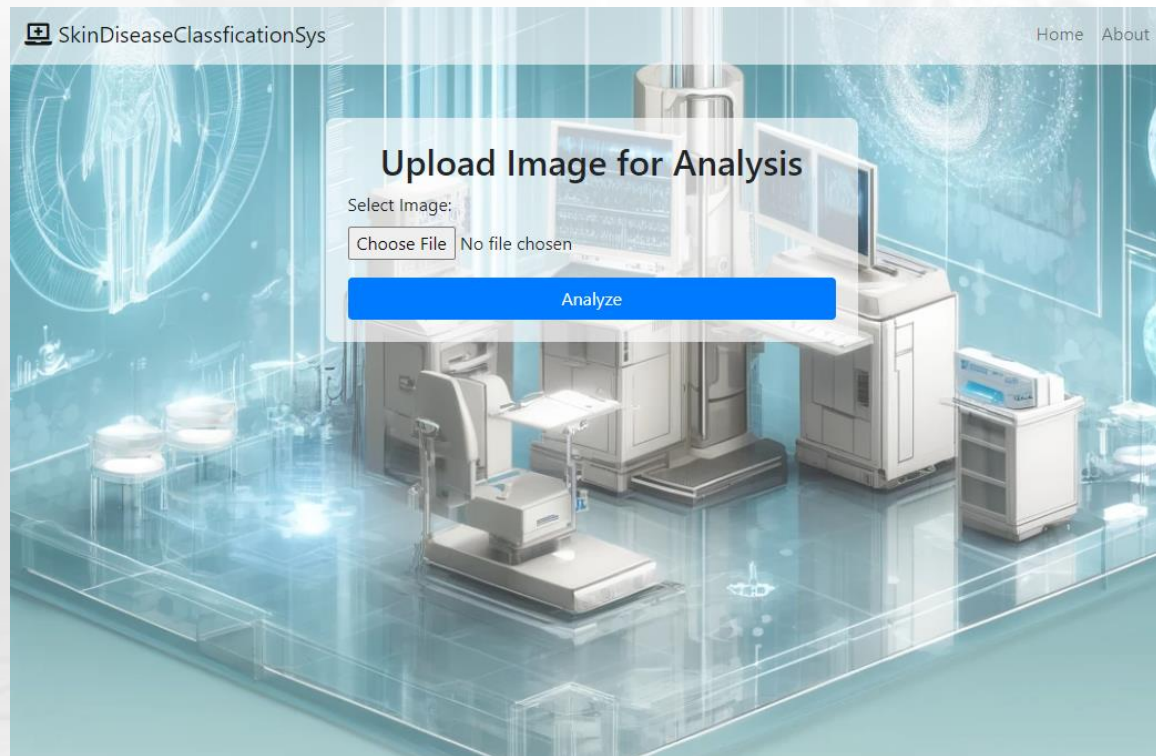 SkinDiseaseClassficationSys
Home About
Upload Image for Analysis
Select Image:
Choose File No file chosen
Analyze